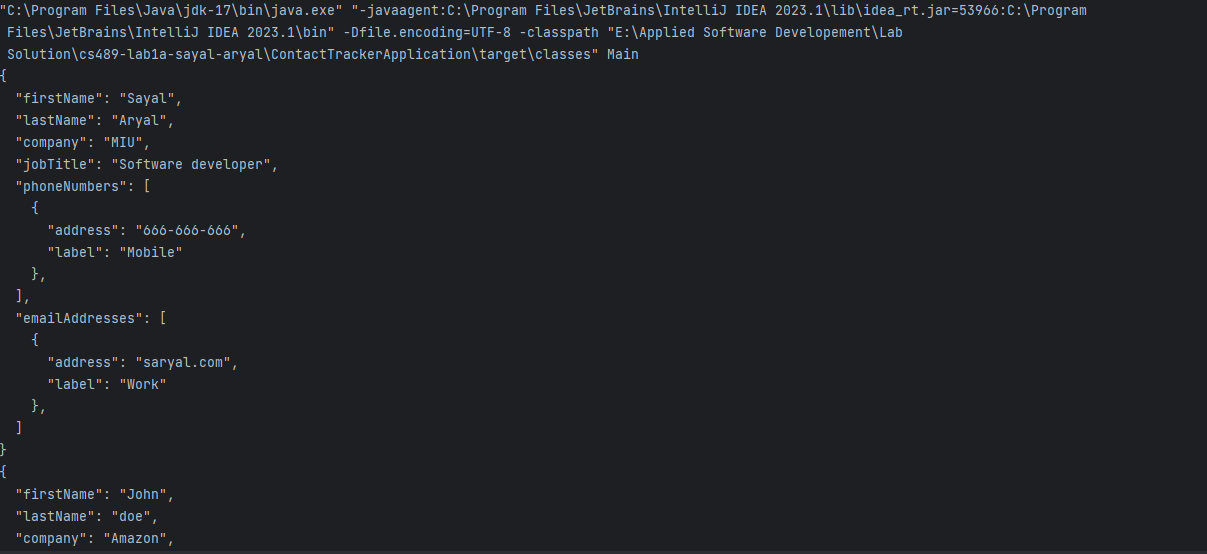 "C:\Program Files\Java\jdk-17\bin\java.exe" "-javaagent:C:\Program Files\JetBrains\IntelliJ IDEA 2023.1\lib\idea_rt.jar=53966:C:\Program
 Files\JetBrains\IntelliJ IDEA 2023.1\bin" -Dfile.encoding=UTF-8 -classpath "E:\Applied Software Developement\Lab
 Solution\cs489-lab1a-sayal-aryal\ContactTrackerApplication\target\classes" Main
{
  "firstName": "Sayal",
  "lastName": "Aryal",
  "company": "MIU",
  "jobTitle": "Software developer",
  "phoneNumbers": [
    {
      "address": "666-666-666",
      "label": "Mobile"
    },
  ],
  "emailAddresses": [
    {
      "address": "saryal.com",
      "label": "Work"
    },
  ]
}
{
  "firstName": "John",
  "lastName": "doe",
  "company": "Amazon",